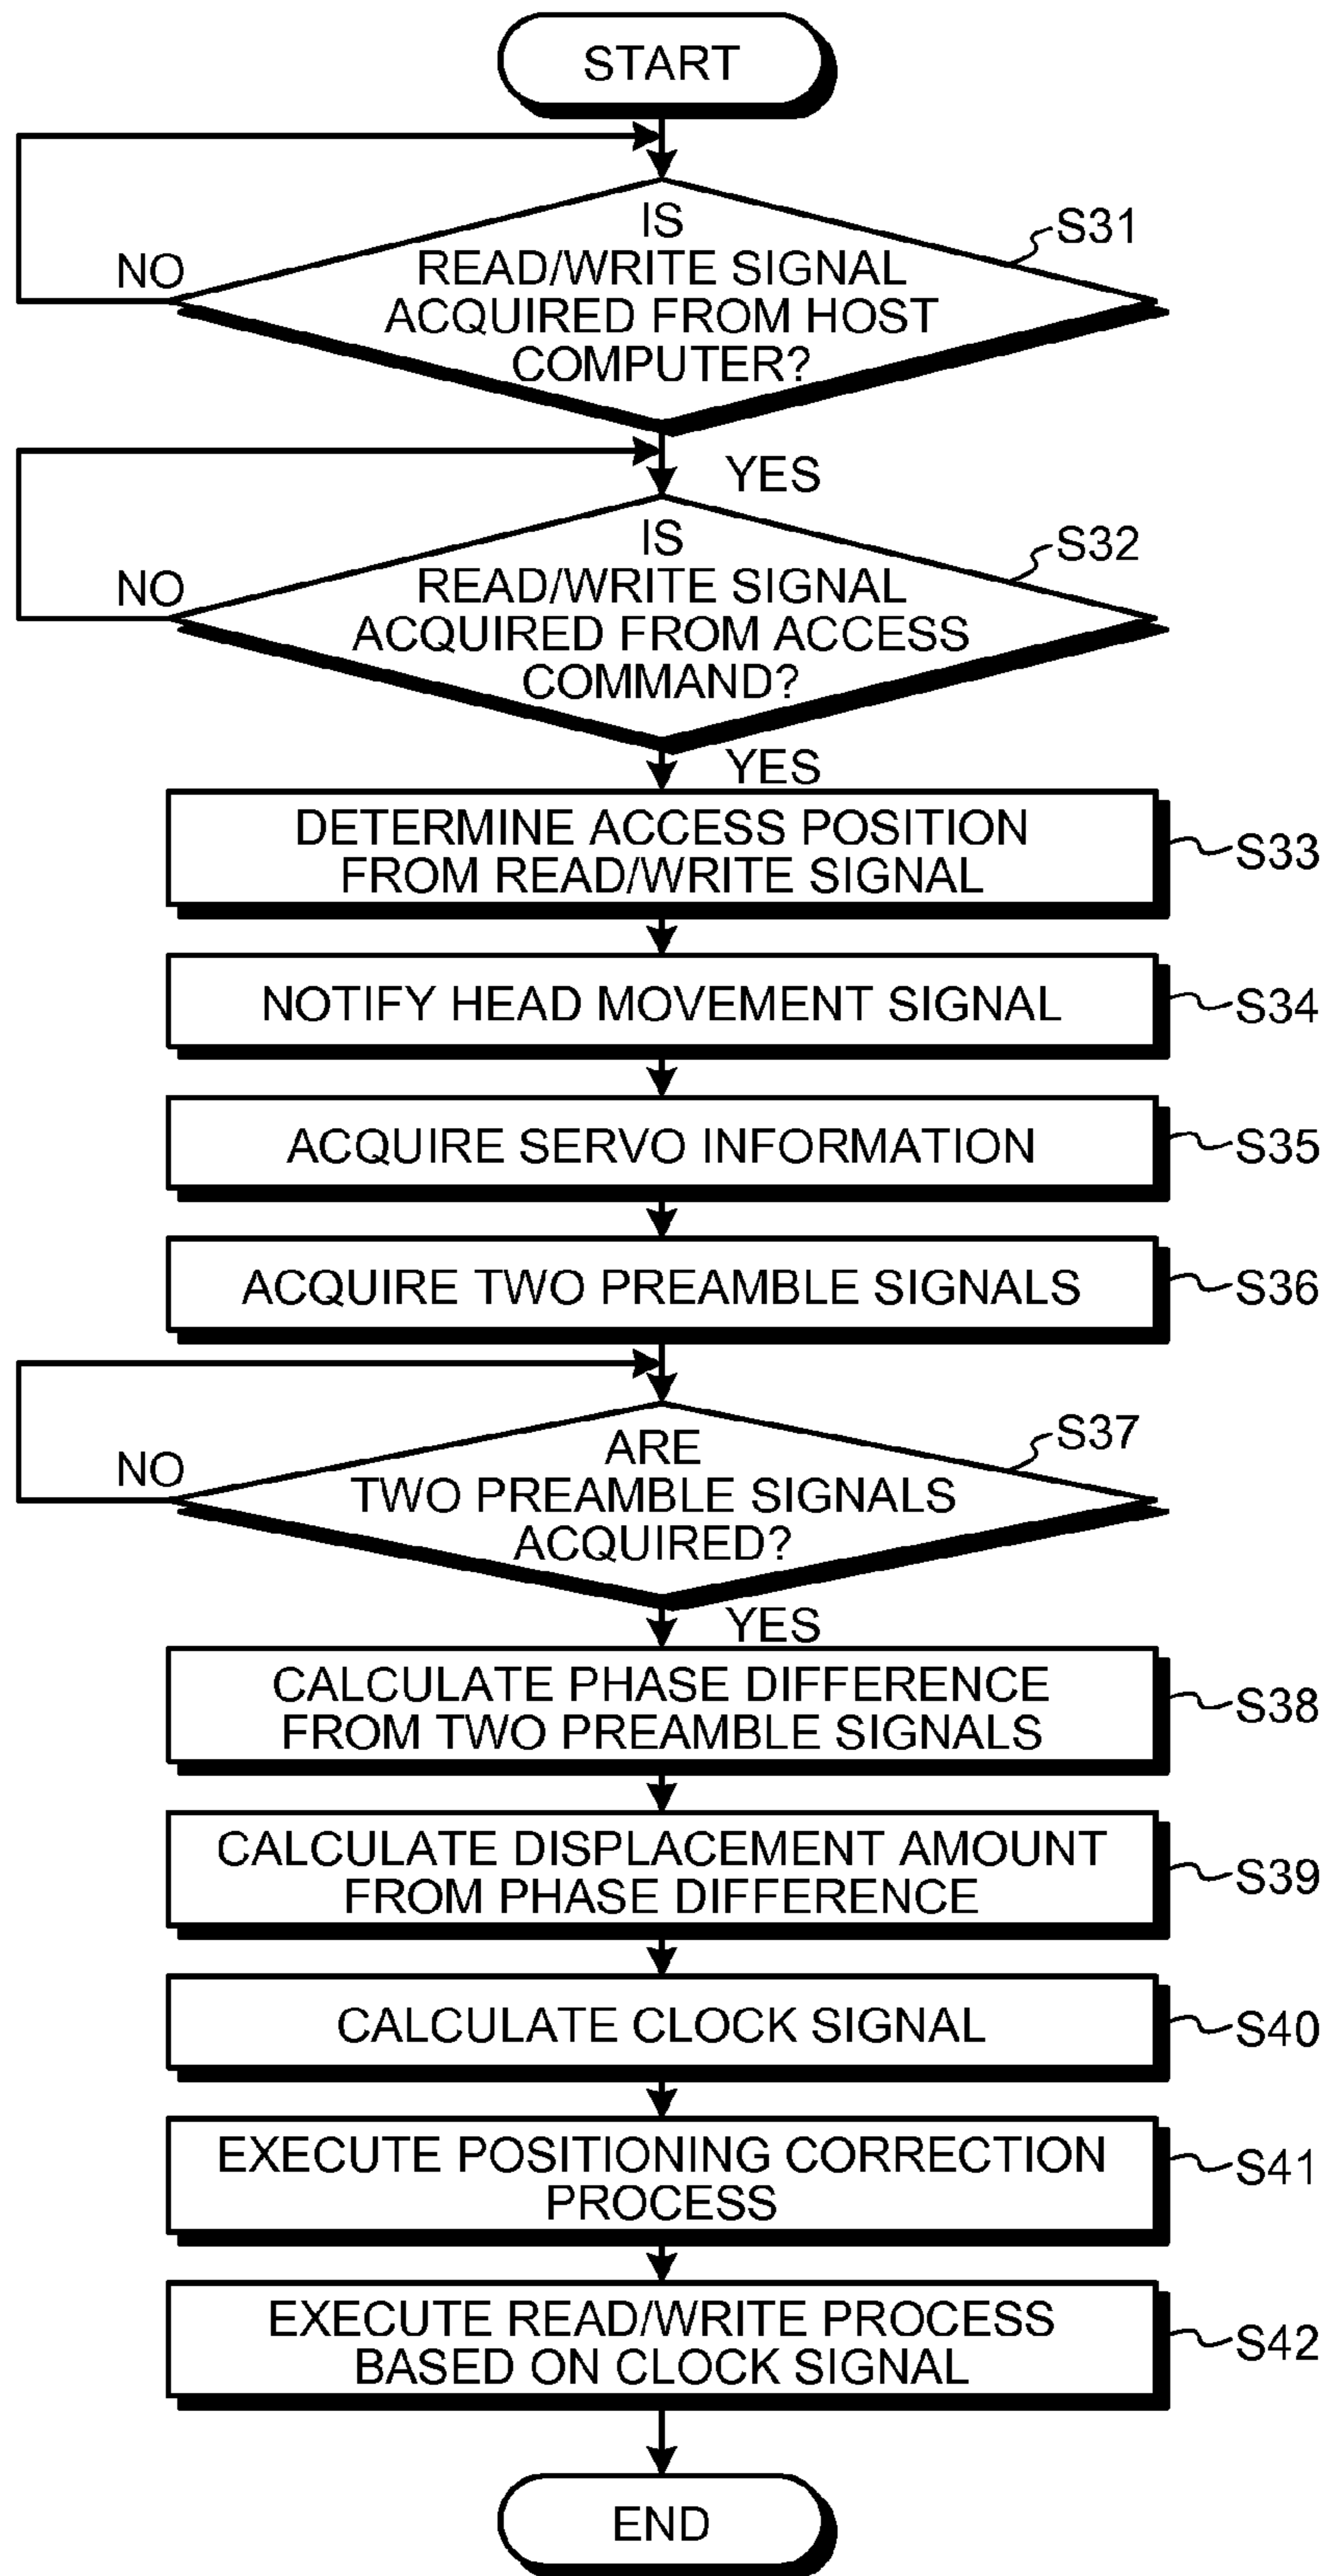 START
IS
READ/WRITE SIGNAL
ACQUIRED FROM HOST
COMPUTER?
S31
NO
YES
IS
READ/WRITE SIGNAL
ACQUIRED FROM ACCESS
COMMAND?
S32
NO
YES
DETERMINE ACCESS POSITION
FROM READ/WRITE SIGNAL
S33
NOTIFY HEAD MOVEMENT SIGNAL
S34
ACQUIRE SERVO INFORMATION
S35
ACQUIRE TWO PREAMBLE SIGNALS
S36
ARE
TWO PREAMBLE SIGNALS
ACQUIRED?
S37
NO
YES
CALCULATE PHASE DIFFERENCE
FROM TWO PREAMBLE SIGNALS
S38
CALCULATE DISPLACEMENT AMOUNT
FROM PHASE DIFFERENCE
S39
CALCULATE CLOCK SIGNAL
S40
EXECUTE POSITIONING CORRECTION
PROCESS
S41
EXECUTE READ/WRITE PROCESS
BASED ON CLOCK SIGNAL
S42
END